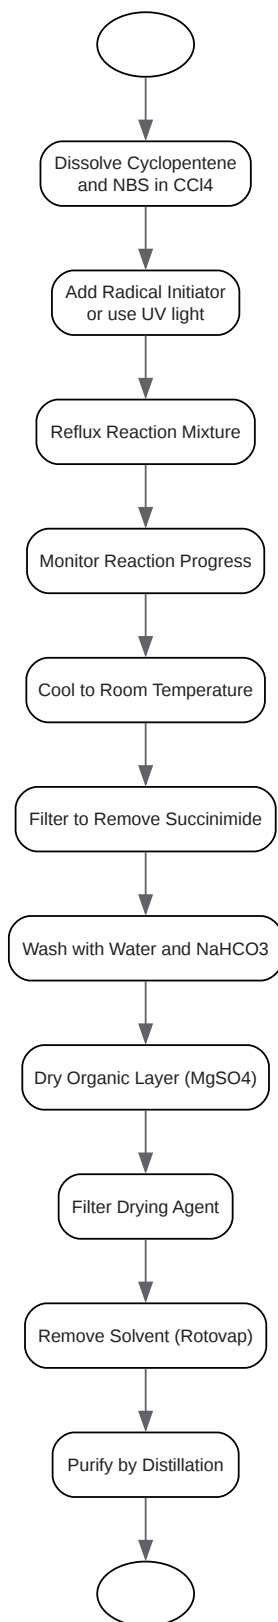 Dissolve Cyclopentene
and NBS in CCl4
Add Radical Initiator
or use UV light
Reflux Reaction Mixture
Monitor Reaction Progress
Cool to Room Temperature
Filter to Remove Succinimide
Wash with Water and NaHCO3
Dry Organic Layer (MgSO4)
Filter Drying Agent
Remove Solvent (Rotovap)
Purify by Distillation